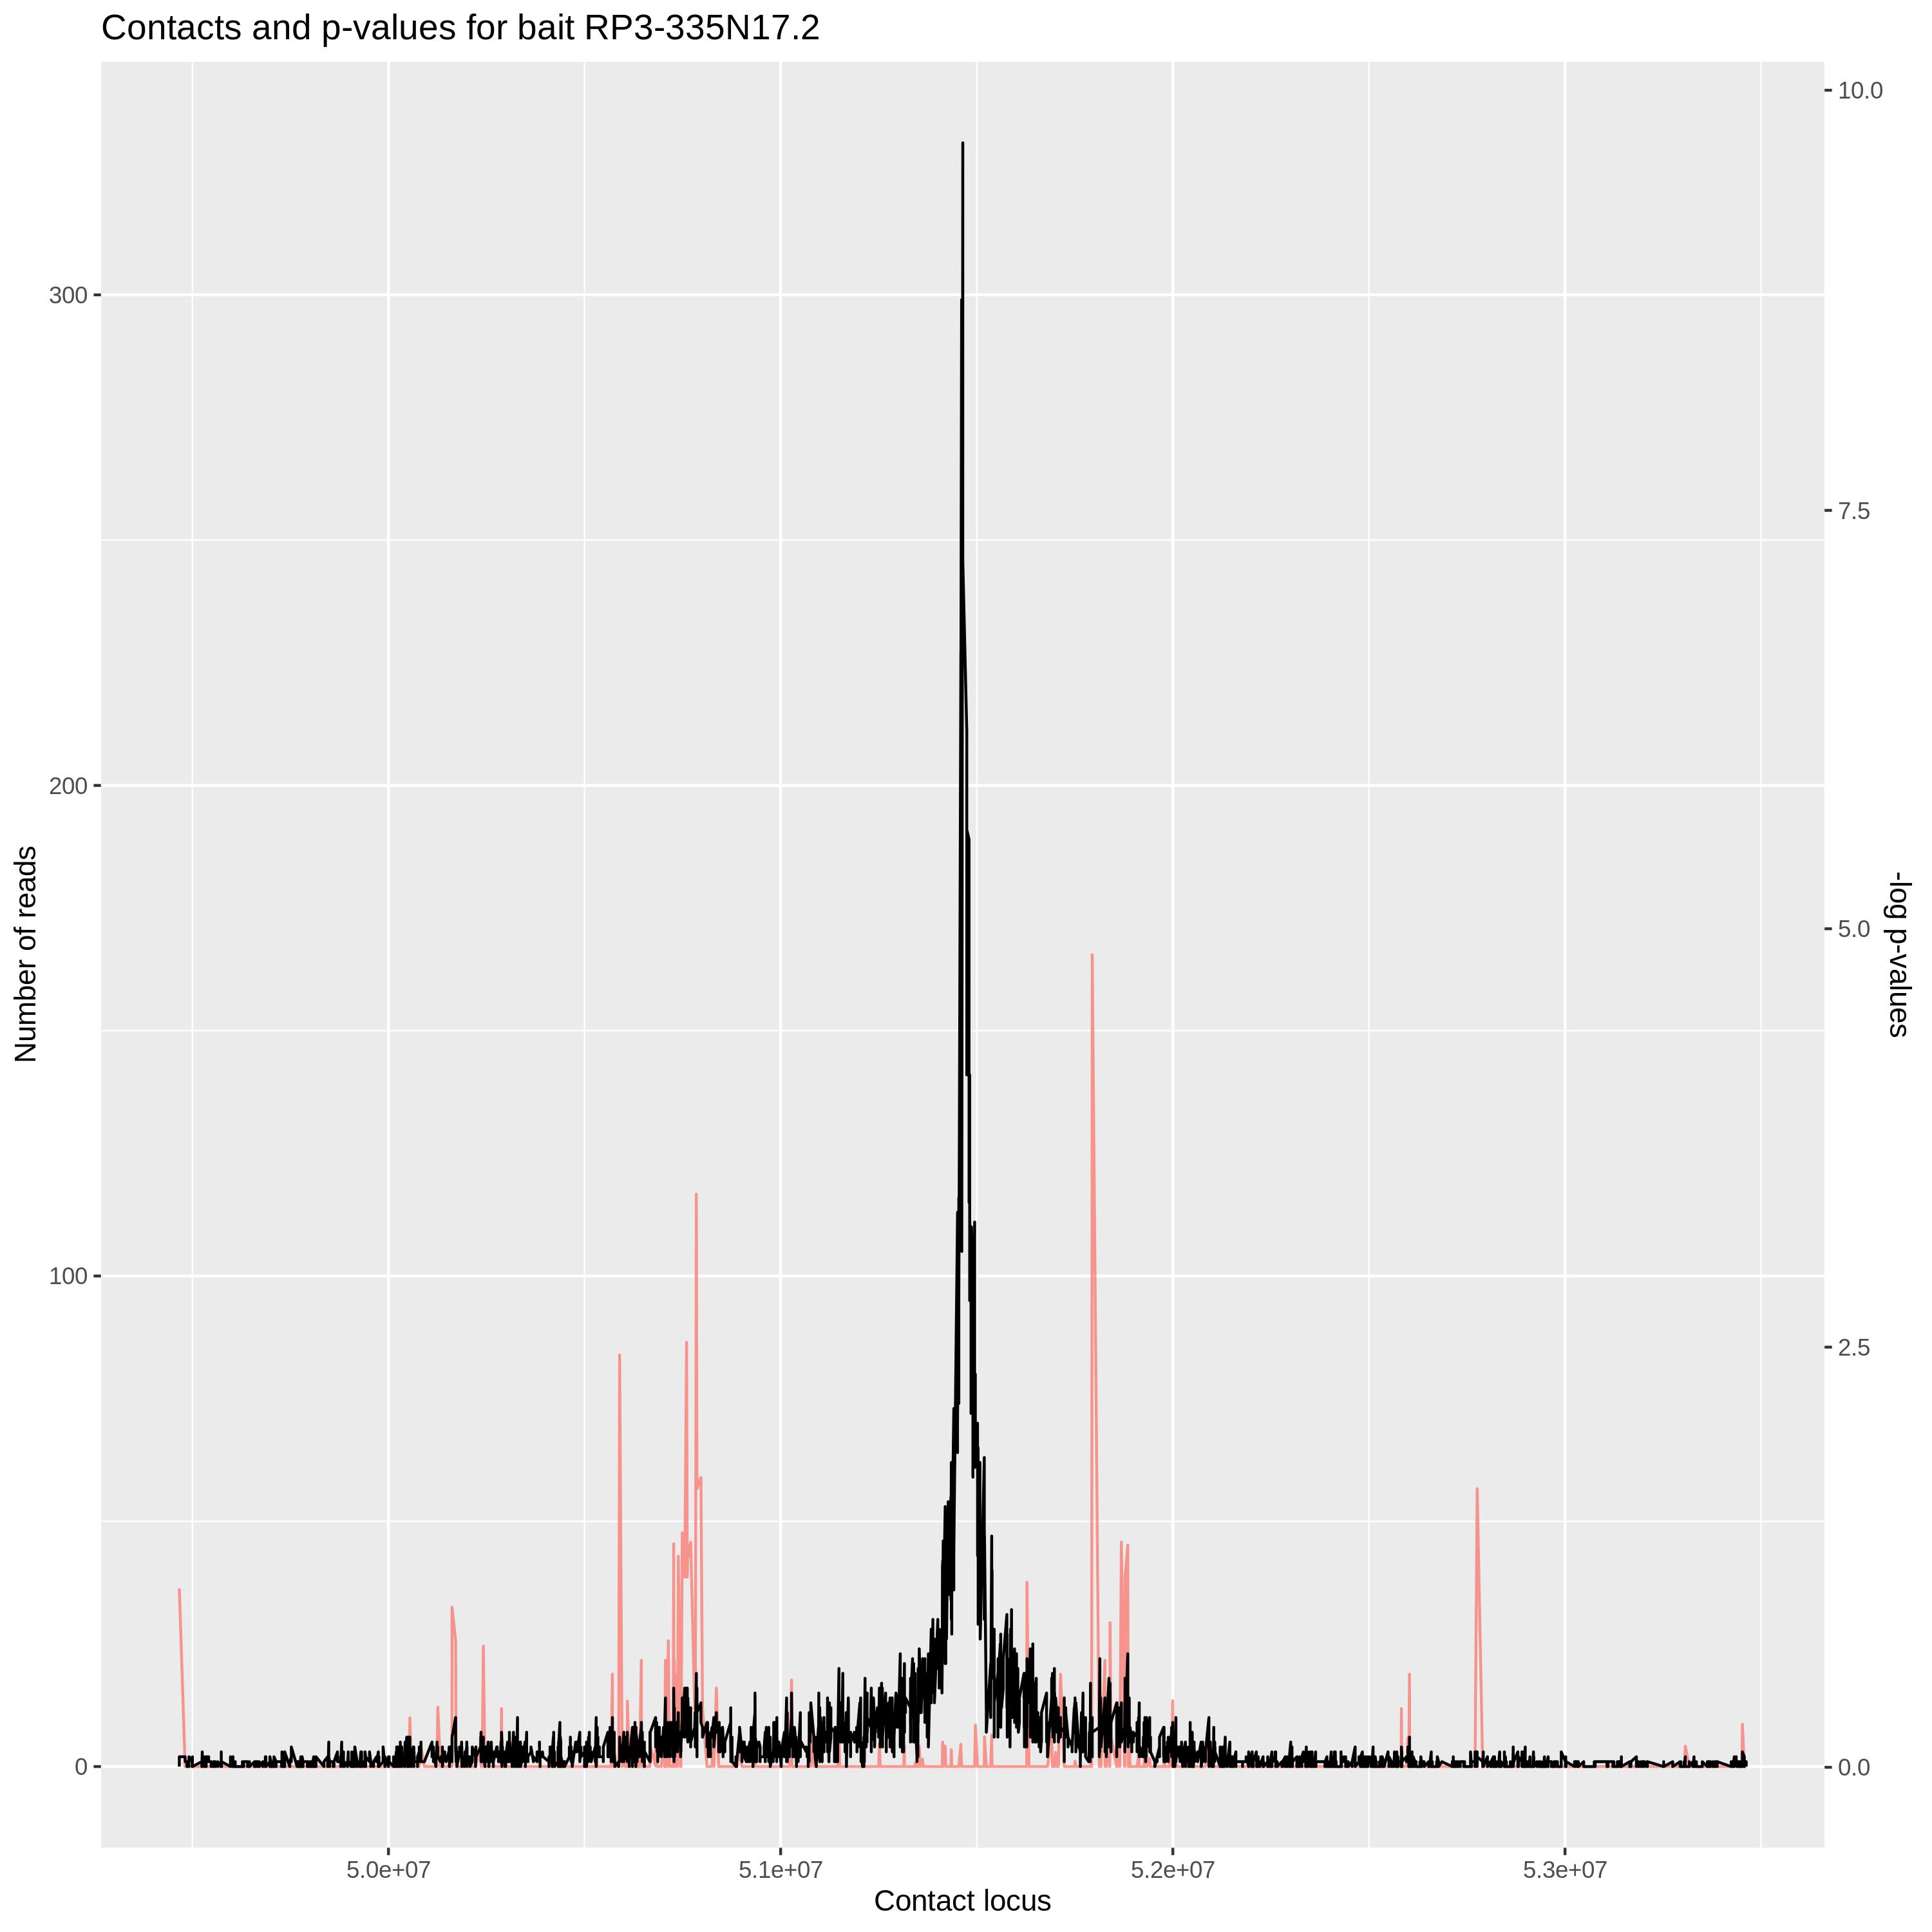 Contacts and p-values for bait RP3-335N17.2
10.0
300
7.5
200
Number of reads
-log p-values
5.0
100
2.5
0
0.0
5.0e+07
5.1e+07
5.2e+07
5.3e+07
Contact locus